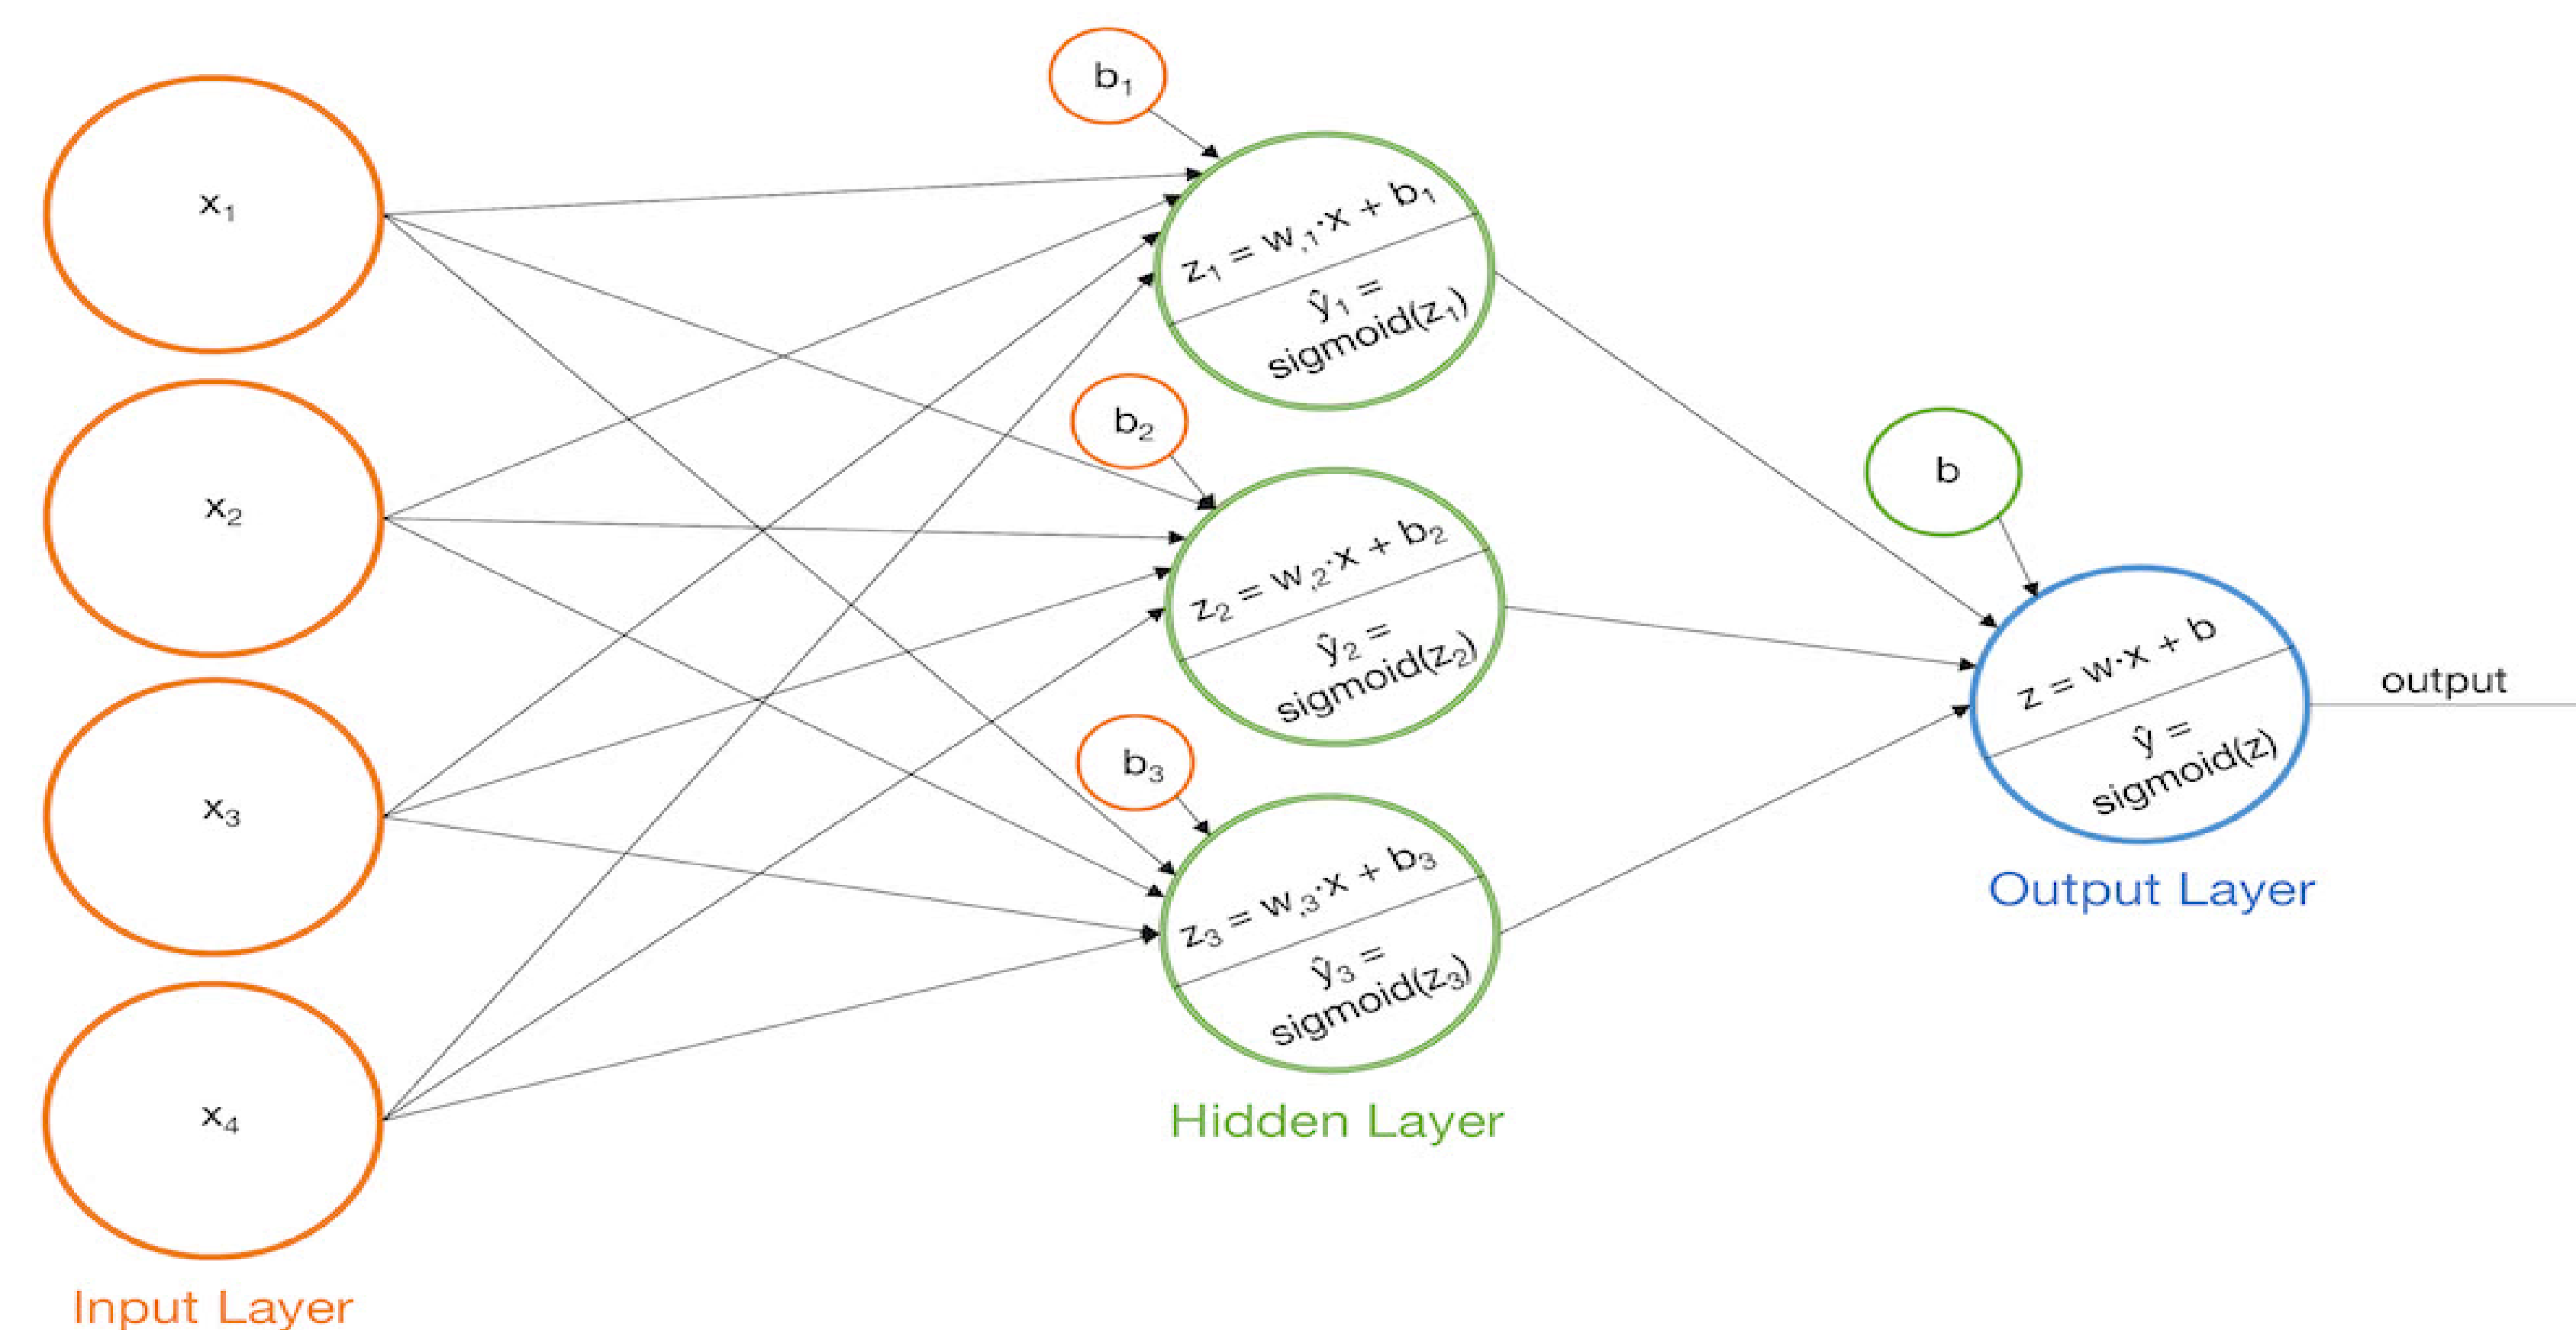 b₁
x₁
z₁ = w,₁·x + b₁
ŷ₁ =
sigmoid(z₁)
b₂
x₂
z₂ = w,₂·x + b₂
ŷ₂ =
sigmoid(z₂)
b
z = w·x + b
ŷ =
sigmoid(z)
output
Output Layer
b₃
x₃
z₃ = w,₃·x + b₃
ŷ₃ =
sigmoid(z₃)
Hidden Layer
x₄
Input Layer